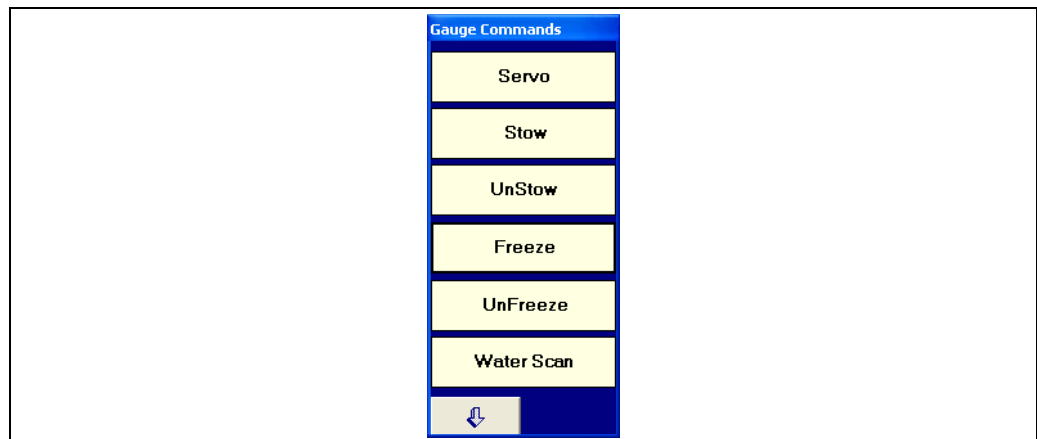 Gauge Commands
Servo
Stow
UnStow
Freeze
UnFreeze
Water Scan